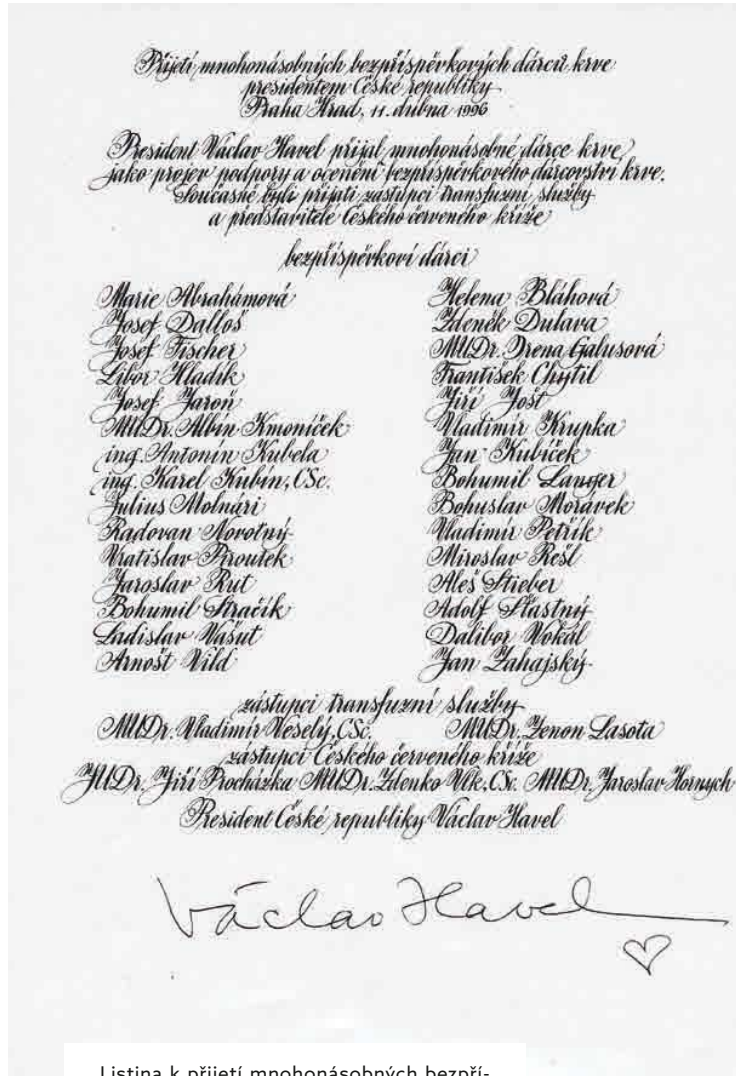 Přijetí mnohonásobných bezpříspěvkových dárců krve
presidentem České republiky
Praha Hrad, 11. dubna 1996
President Václav Havel přijal mnohonásobné dárce krve
jako projev podpory a ocenění bezpříspěvkového dárcovství krve.
Současně byli přijati zástupci transfuzní služby
a představitelé Českého červeného kříže
bezpříspěvkoví dárci
Marie Abrahámová
Josef Dalloš
Josef Fischer
Libor Hladík
Josef Jaroň
MUDr. Albín Kmoníček
ing. Antonín Kubela
ing. Karel Kubín, CSc.
Julius Molnári
Radovan Novotný
Vratislav Piroutek
Jaroslav Rut
Bohumil Stračík
Ladislav Vašut
Arnošt Vild
Helena Bláhová
Zdeněk Dulava
MUDr. Irena Galusová
František Chytil
Jiří Jošt
Vladimír Krupka
Jan Kubíček
Bohumil Langer
Bohuslav Morávek
Vladimír Petřík
Miroslav Rešl
Aleš Stieber
Adolf Šťastný
Dalibor Vokál
Jan Zahajský
zástupci transfuzní služby
MUDr. Vladimír Veselý, CSc. MUDr. Zenon Lasota
zástupci Českého červeného kříže
JUDr. Jiří Procházka MUDr. Zdenko Vlk, CSc. MUDr. Jaroslav Hornych
President České republiky Václav Havel
Václav Havel
Listina k přijetí mnohonásobných bezpří-